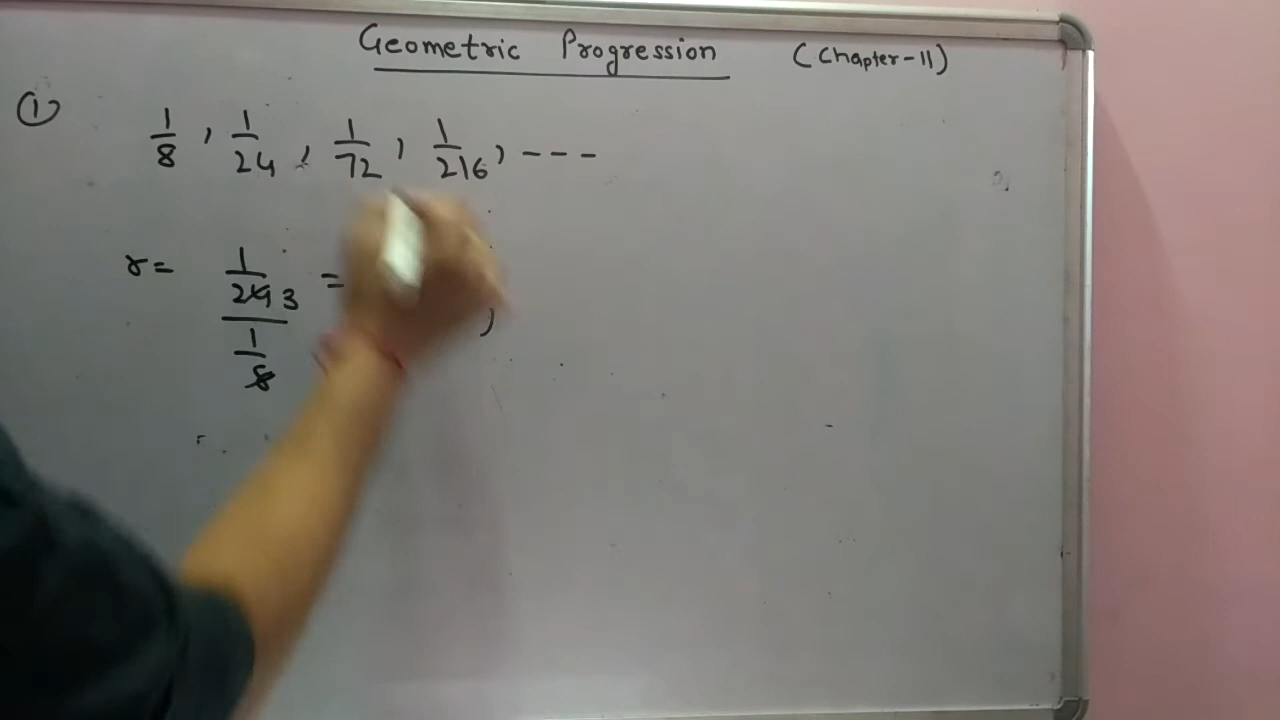 Geometric Progression (Chapter-11)
① 1/8 , 1/24 , 1/72 , 1/216 , ---
r = 1/24 3 =
1/8